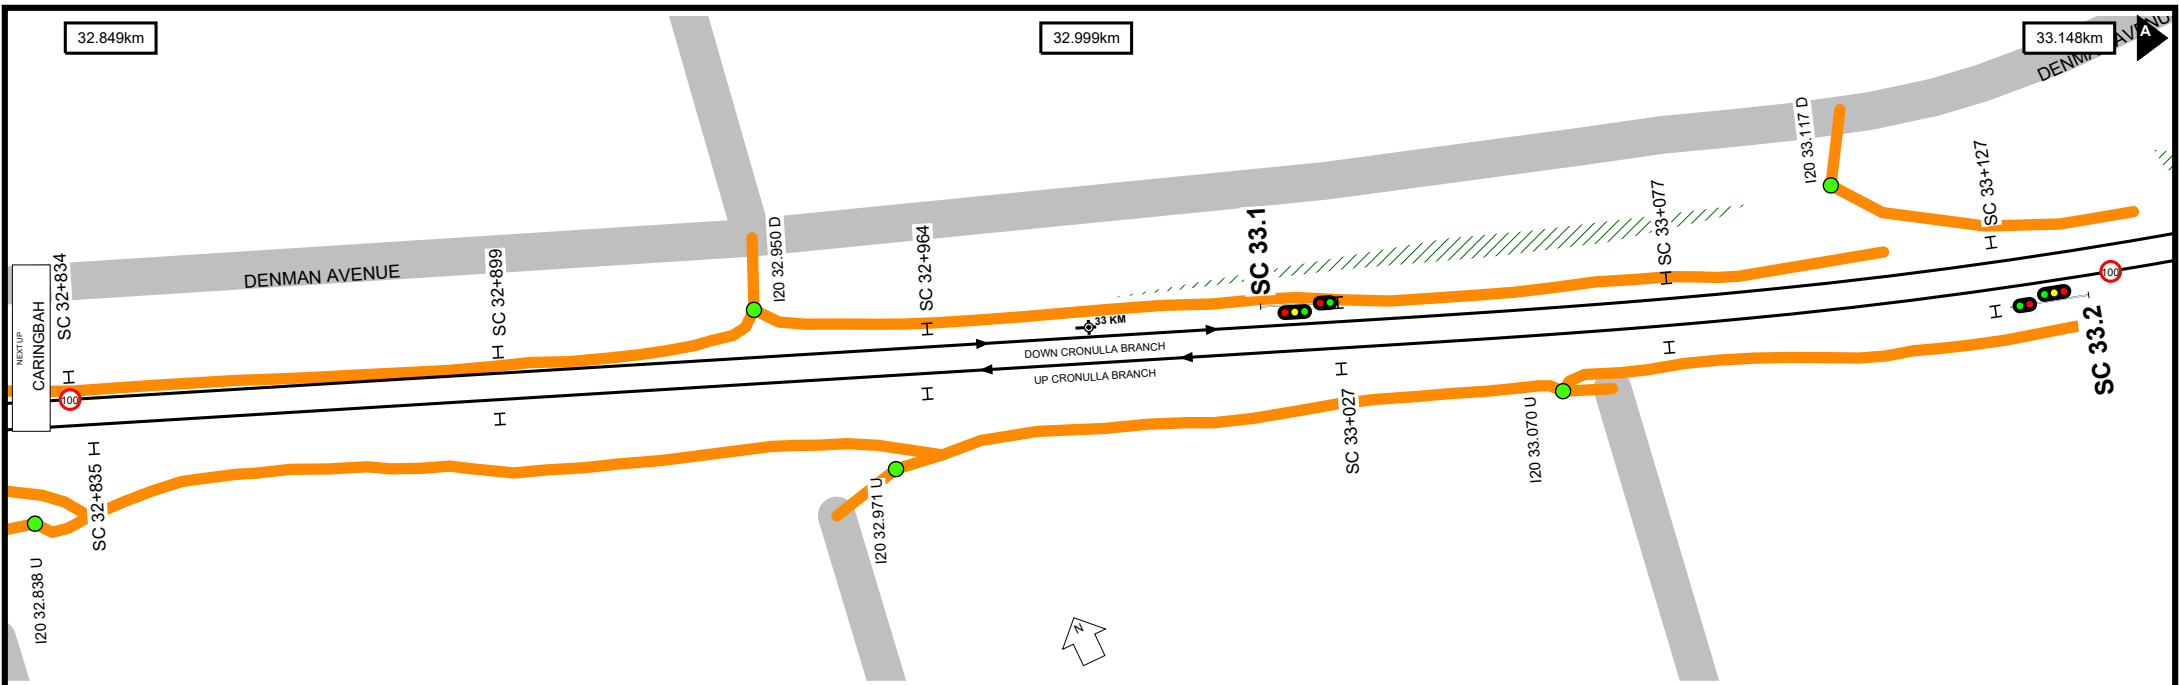 32.849km
32.999km
33.148km
A
DENMAN AVENUE
DENMAN AVENUE
NEXT UP
CARINGBAH
SC 32+834
SC 32+899
I20 32.950 D
SC 32+964
SC 33.1
SC 33+077
I20 33.117 D
SC 33+127
33 KM
DOWN CRONULLA BRANCH
UP CRONULLA BRANCH
100
100
SC 32+835
I20 32.838 U
I20 32.971 U
SC 33+027
I20 33.070 U
SC 33.2
N